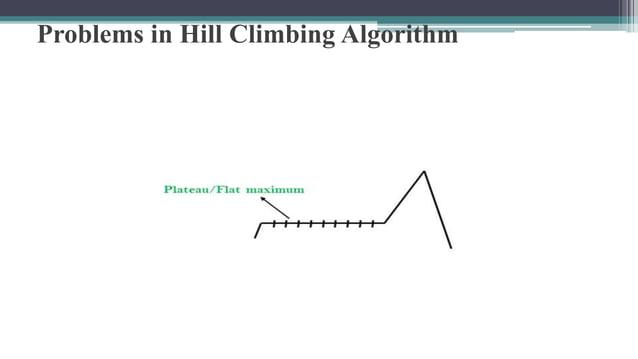 Problems in Hill Climbing Algorithm
Plateau/Flat maximum